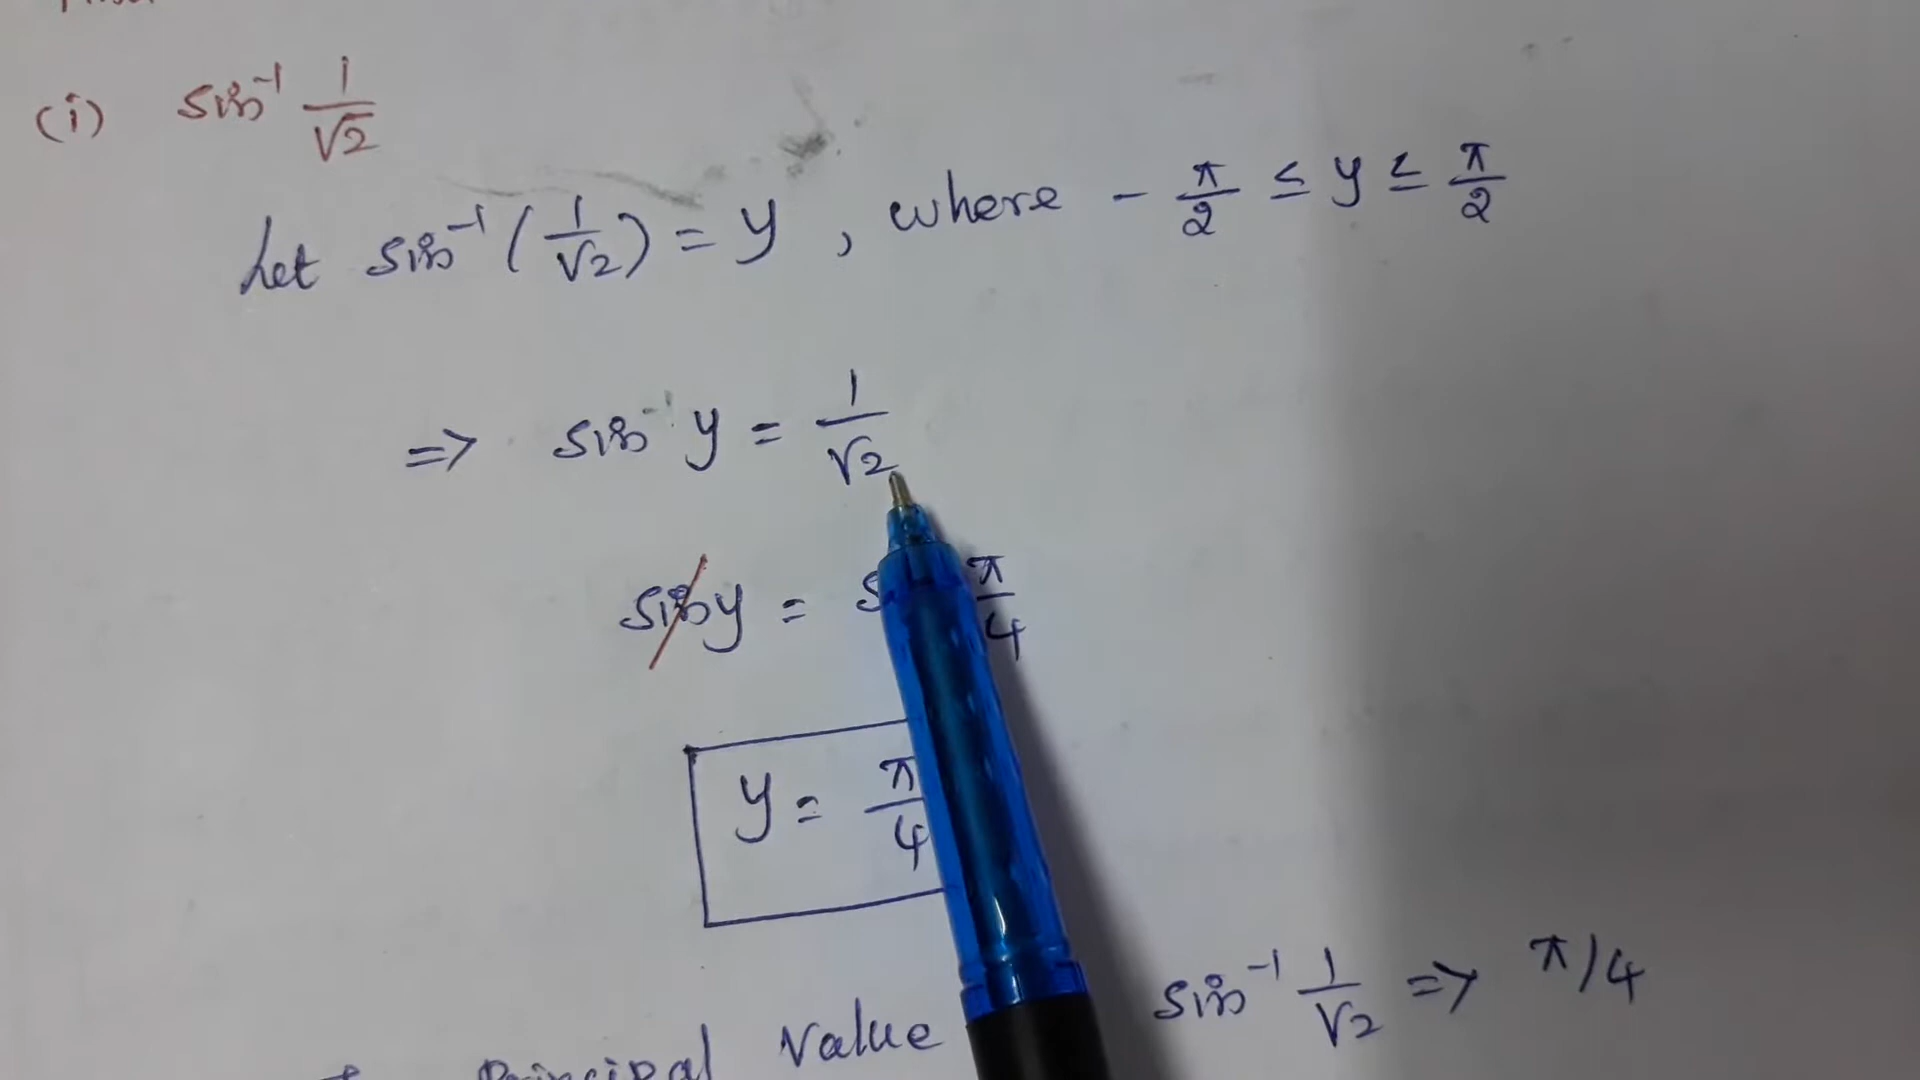 (i) sin⁻¹ 1/√2
Let sin⁻¹(1/√2) = y, where - π/2 ≤ y ≤ π/2
=> sin⁻¹ y = 1/√2
sin y = π/4
y = π/4
Principal Value sin⁻¹ 1/√2 => π/4